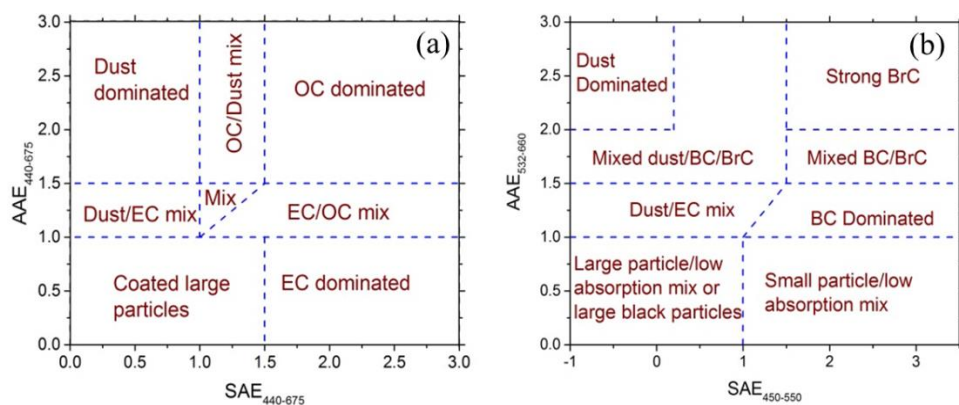 (a)
3.0
2.5
2.0
1.5
1.0
0.5
0.0
AAE440-675
Dust
dominated
OC/Dust mix
OC dominated
Dust/EC mix
Mix
EC/OC mix
Coated large
particles
EC dominated
0.0 0.5 1.0 1.5 2.0 2.5 3.0
SAE440-675
(b)
3.0
2.5
2.0
1.5
1.0
0.5
0.0
AAE532-660
Dust
Dominated
Strong BrC
Mixed dust/BC/BrC
Mixed BC/BrC
Dust/EC mix
BC Dominated
Large particle/low
absorption mix or
large black particles
Small particle/low
absorption mix
-1 0 1 2 3
SAE450-550